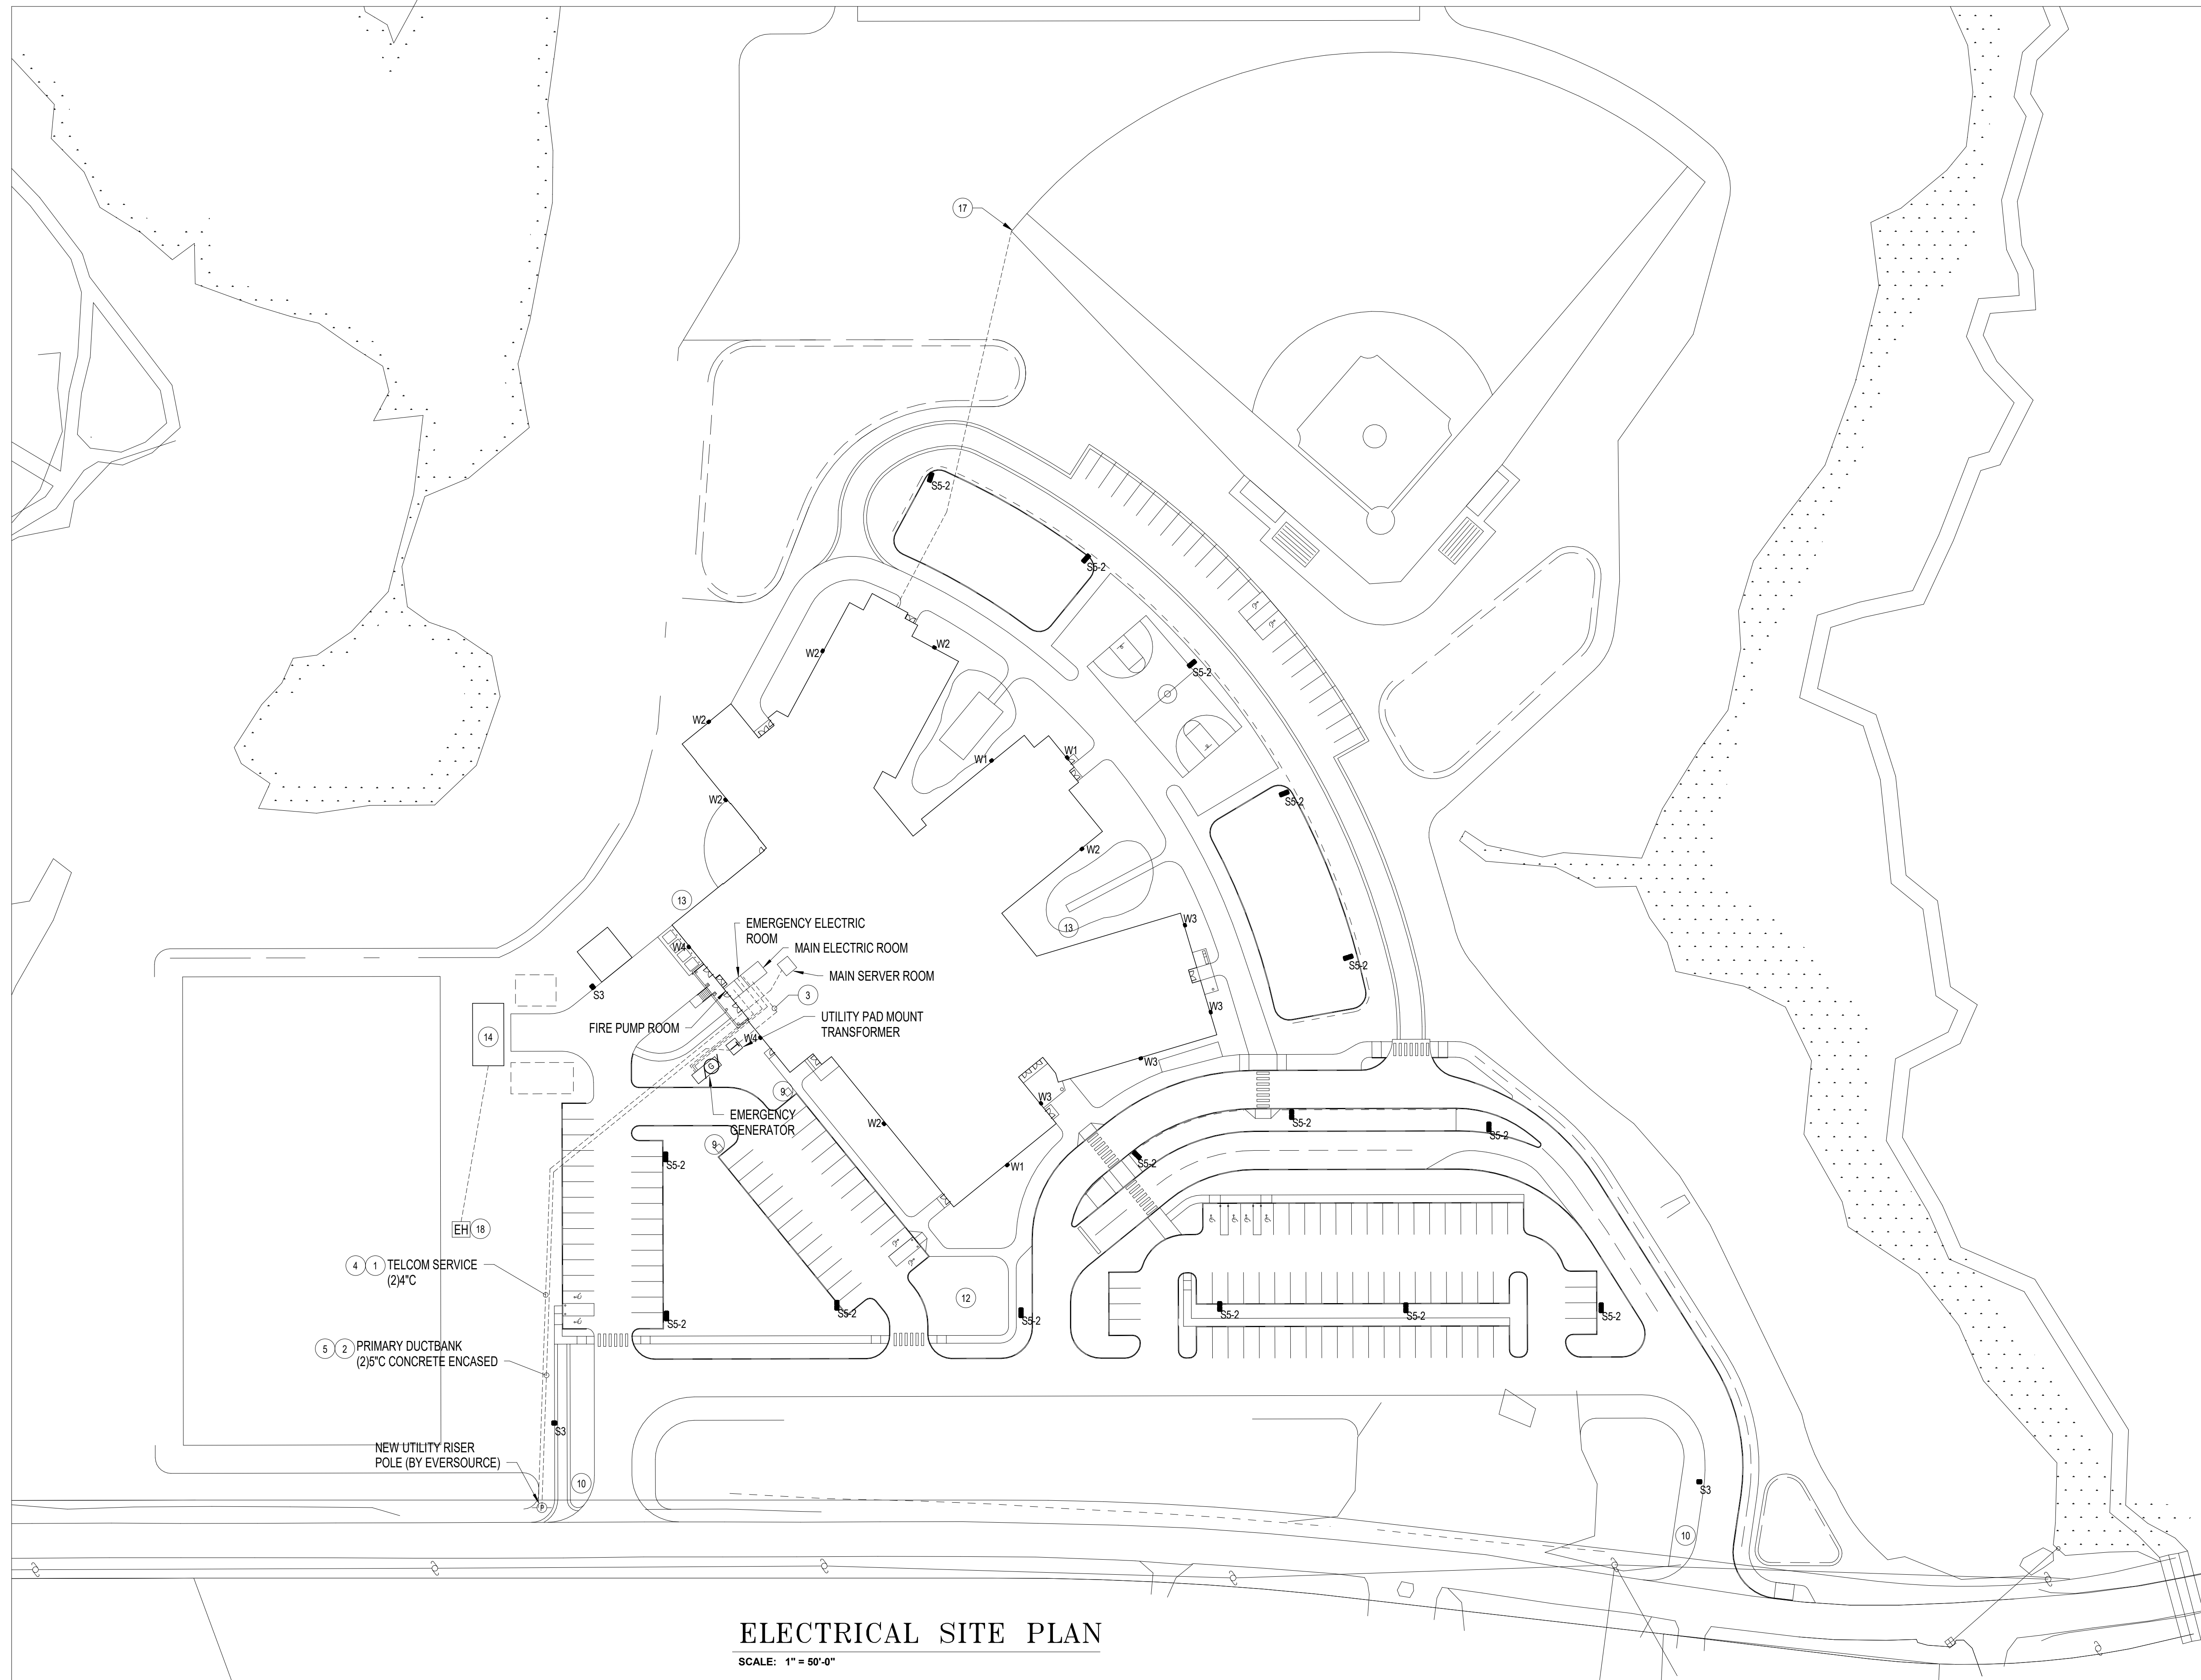 17
S5-2
S5-2
W2
W2
S5-2
W2
W1
W1
W2
S5-2
W2
13
W3
13
EMERGENCY ELECTRIC
ROOM
W4
MAIN ELECTRIC ROOM
S5-2
MAIN SERVER ROOM
S3
3
W3
UTILITY PAD MOUNT
TRANSFORMER
FIRE PUMP ROOM
14
W4
W3
G
9
W3
EMERGENCY
GENERATOR
W2
S5-2
S5-2
9
S5-2
S5-2
W1
EH 18
4 1 TELCOM SERVICE
(2)4"C
12
S5-2
S5-2
S5-2
S5-2
S5-2
S5-2
5 2 PRIMARY DUCTBANK
(2)5"C CONCRETE ENCASED
S3
NEW UTILITY RISER
POLE (BY EVERSOURCE)
10
S3
P
10
ELECTRICAL SITE PLAN
SCALE: 1" = 50'-0"